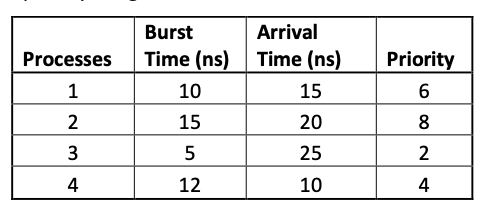 Processes Burst Time (ns) Arrival Time (ns) Priority
1 10 15 6
2 15 20 8
3 5 25 2
4 12 10 4